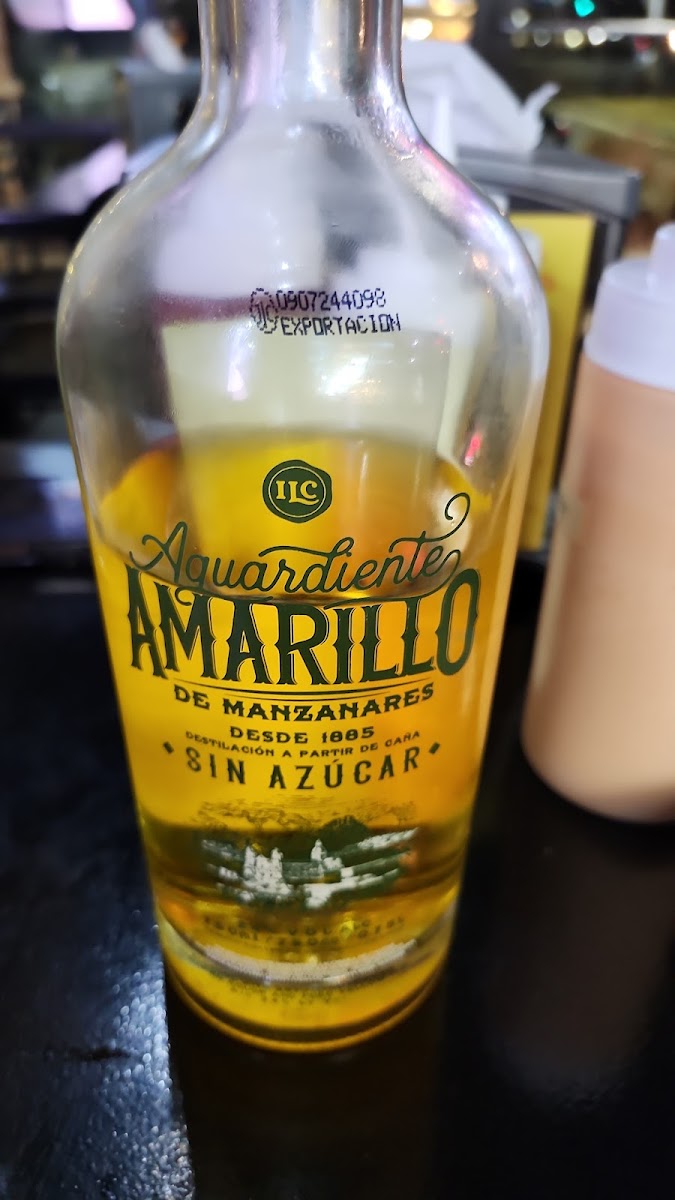 0907244098
EXPORTACION
ILC
Aguardiente
AMARILLO
DE MANZANARES
DESDE 1885
DESTILACIÓN A PARTIR DE CAÑA
SIN AZÚCAR